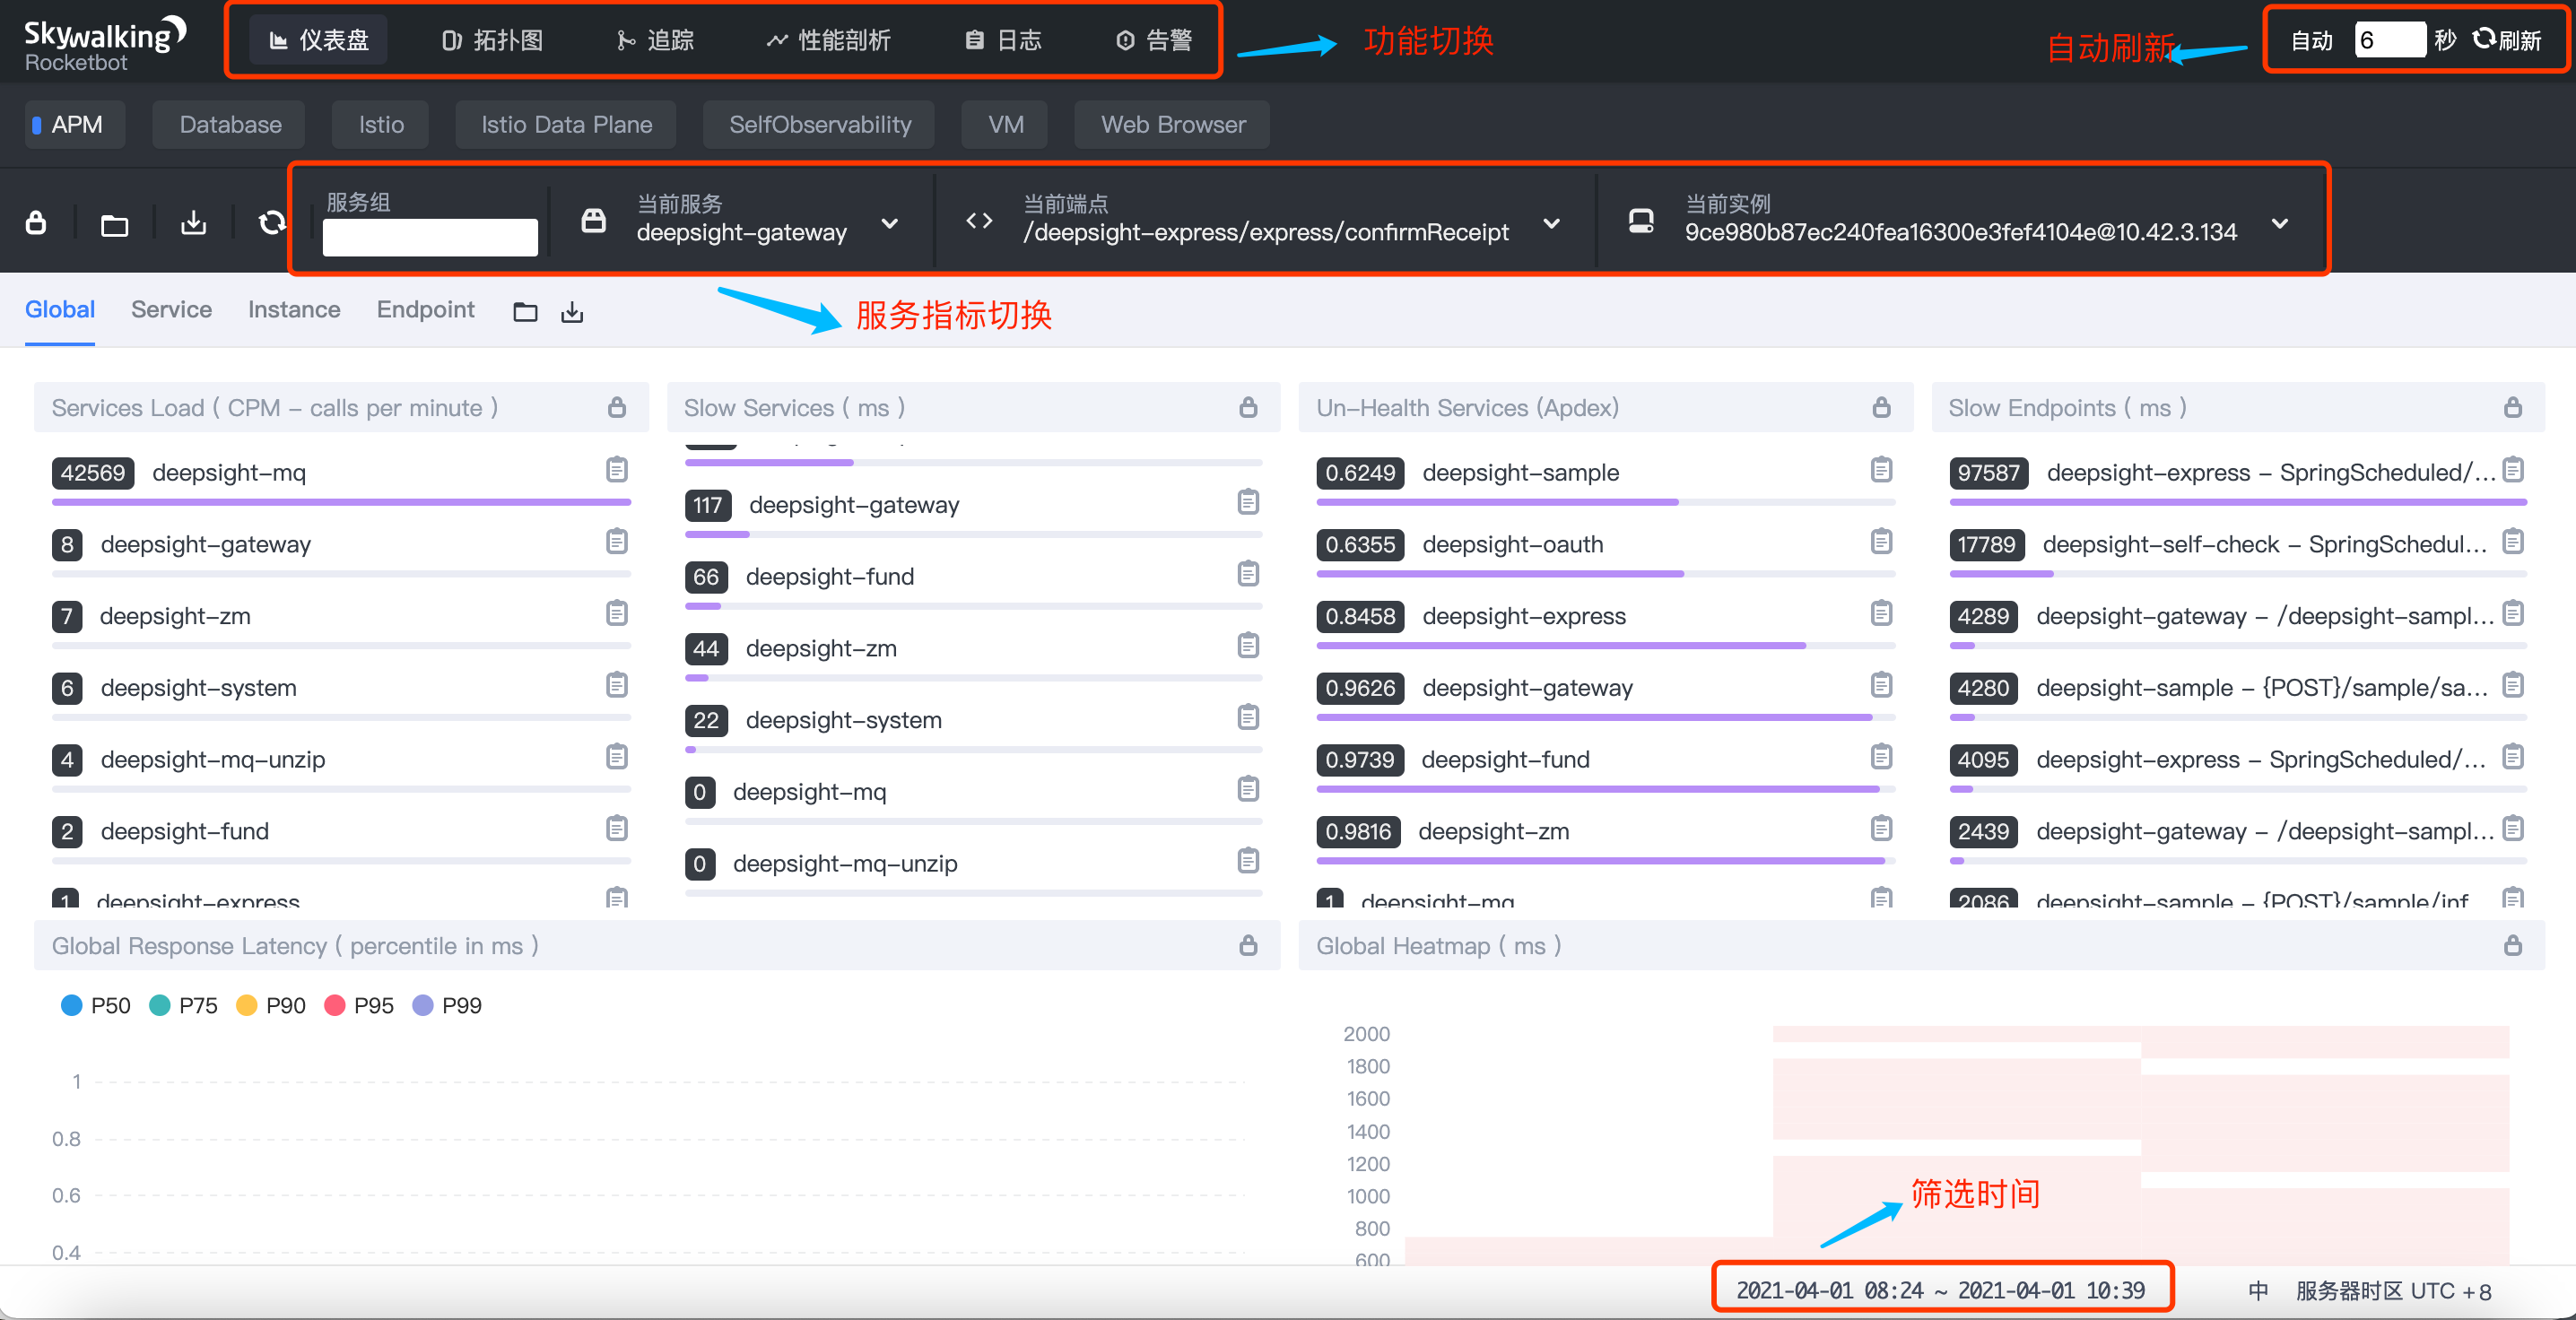 Skywalking
Rocketbot
仪表盘
拓扑图
追踪
性能剖析
日志
告警
功能切换
自动刷新
自动 6 秒 刷新
APM
Database
Istio
Istio Data Plane
SelfObservability
VM
Web Browser
服务组
当前服务
deepsight-gateway
当前端点
/deepsight-express/express/confirmReceipt
当前实例
9ce980b87ec240fea16300e3fef4104e@10.42.3.134
Global
Service
Instance
Endpoint
服务指标切换
Services Load ( CPM - calls per minute )
42569 deepsight-mq
8 deepsight-gateway
7 deepsight-zm
6 deepsight-system
4 deepsight-mq-unzip
2 deepsight-fund
1 deepsight-express
Slow Services ( ms )
117 deepsight-gateway
66 deepsight-fund
44 deepsight-zm
22 deepsight-system
0 deepsight-mq
0 deepsight-mq-unzip
Un-Health Services (Apdex)
0.6249 deepsight-sample
0.6355 deepsight-oauth
0.8458 deepsight-express
0.9626 deepsight-gateway
0.9739 deepsight-fund
0.9816 deepsight-zm
1 deepsight-mq
Slow Endpoints ( ms )
97587 deepsight-express - SpringScheduled/...
17789 deepsight-self-check - SpringSchedul...
4289 deepsight-gateway - /deepsight-sampl...
4280 deepsight-sample - {POST}/sample/sa...
4095 deepsight-express - SpringScheduled/...
2439 deepsight-gateway - /deepsight-sampl...
2086 deepsight-sample - {POST}/sample/inf
Global Response Latency ( percentile in ms )
P50 P75 P90 P95 P99
1
0.8
0.6
0.4
Global Heatmap ( ms )
2000
1800
1600
1400
1200
1000
800
600
筛选时间
2021-04-01 08:24 ~ 2021-04-01 10:39
中
服务器时区 UTC +8